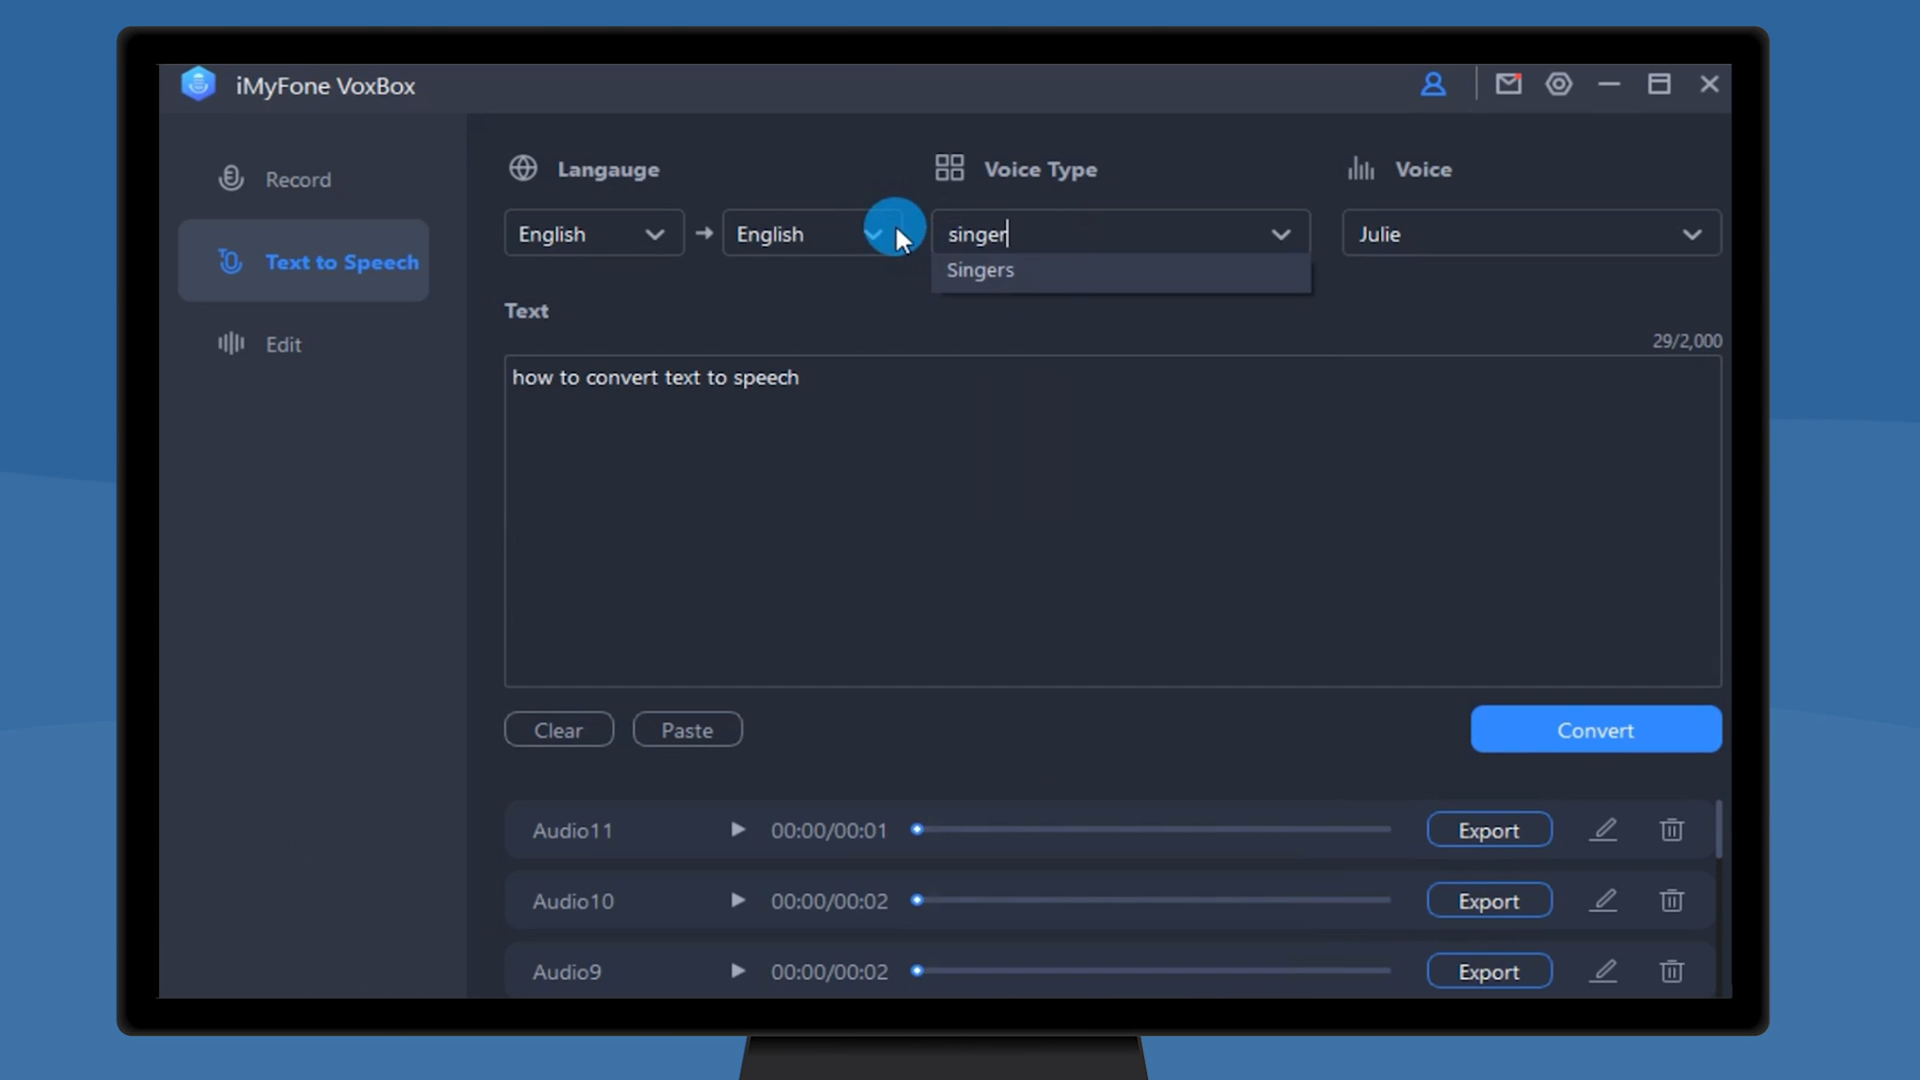 iMyFone VoxBox
Record
Text to Speech
Edit
Langauge
Voice Type
Voice
English
English
singer
Julie
Singers
Text
29/2,000
how to convert text to speech
Clear
Paste
Convert
Audio11
00:00/00:01
Export
Audio10
00:00/00:02
Export
Audio9
00:00/00:02
Export